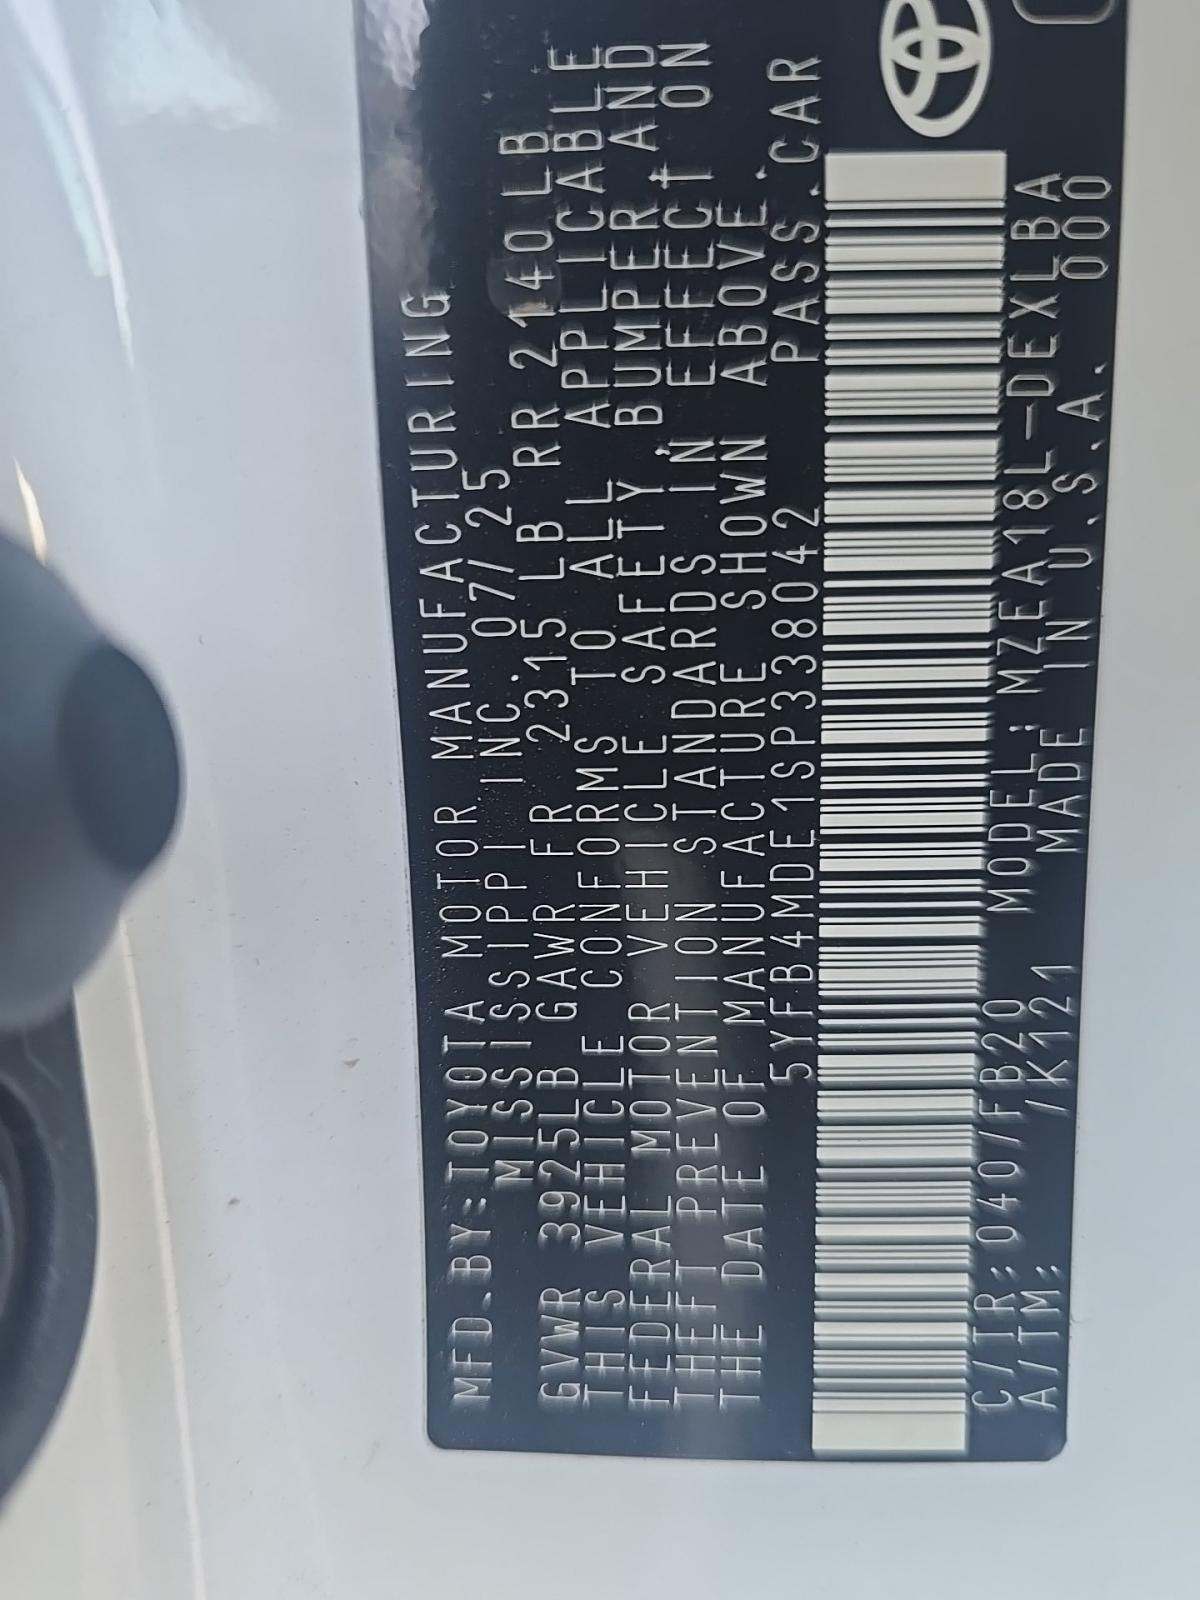 MFD.BY:TOYOTA MOTOR MANUFACTURING
MISSISSIPPI INC. 07/25
GVWR 3925LB GAWR FR 2315 LB RR 2140LB
THIS VEHICLE CONFORMS TO ALL APPLICABLE
FEDERAL MOTOR VEHICLE SAFETY, BUMPER AND
THEFT PREVENTION STANDARDS IN EFFECT ON
THE DATE OF MANUFACTURE SHOWN ABOVE.
5YFB4MDE1SP338042 PASS.CAR
C/TR:040/FB20 MODEL:MZEA18L-DEXLBA
A/TM: /K121 MADE IN U.S.A. 000